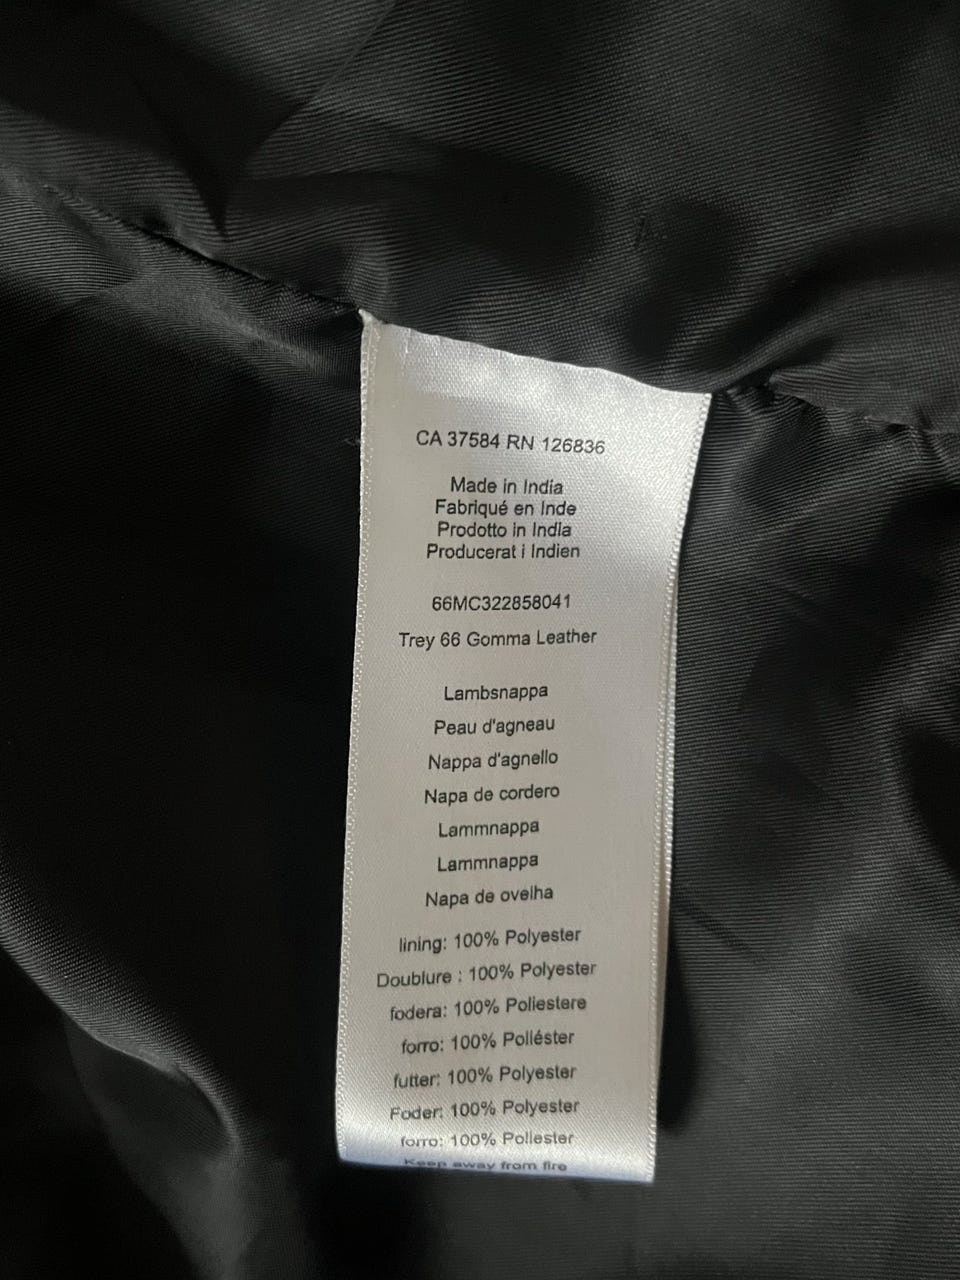 CA 37584 RN 126836
Made in India
Fabriqué en Inde
Prodotto in India
Producerat i Indien
66MC322858041
Trey 66 Gomma Leather
Lambsnappa
Peau d'agneau
Nappa d'agnello
Napa de cordero
Lammnappa
Lammnappa
Napa de ovelha
lining: 100% Polyester
Doublure : 100% Polyester
fodera: 100% Poliestere
forro: 100% Poliéster
futter: 100% Polyester
Foder: 100% Polyester
forro: 100% Poliester
Keep away from fire